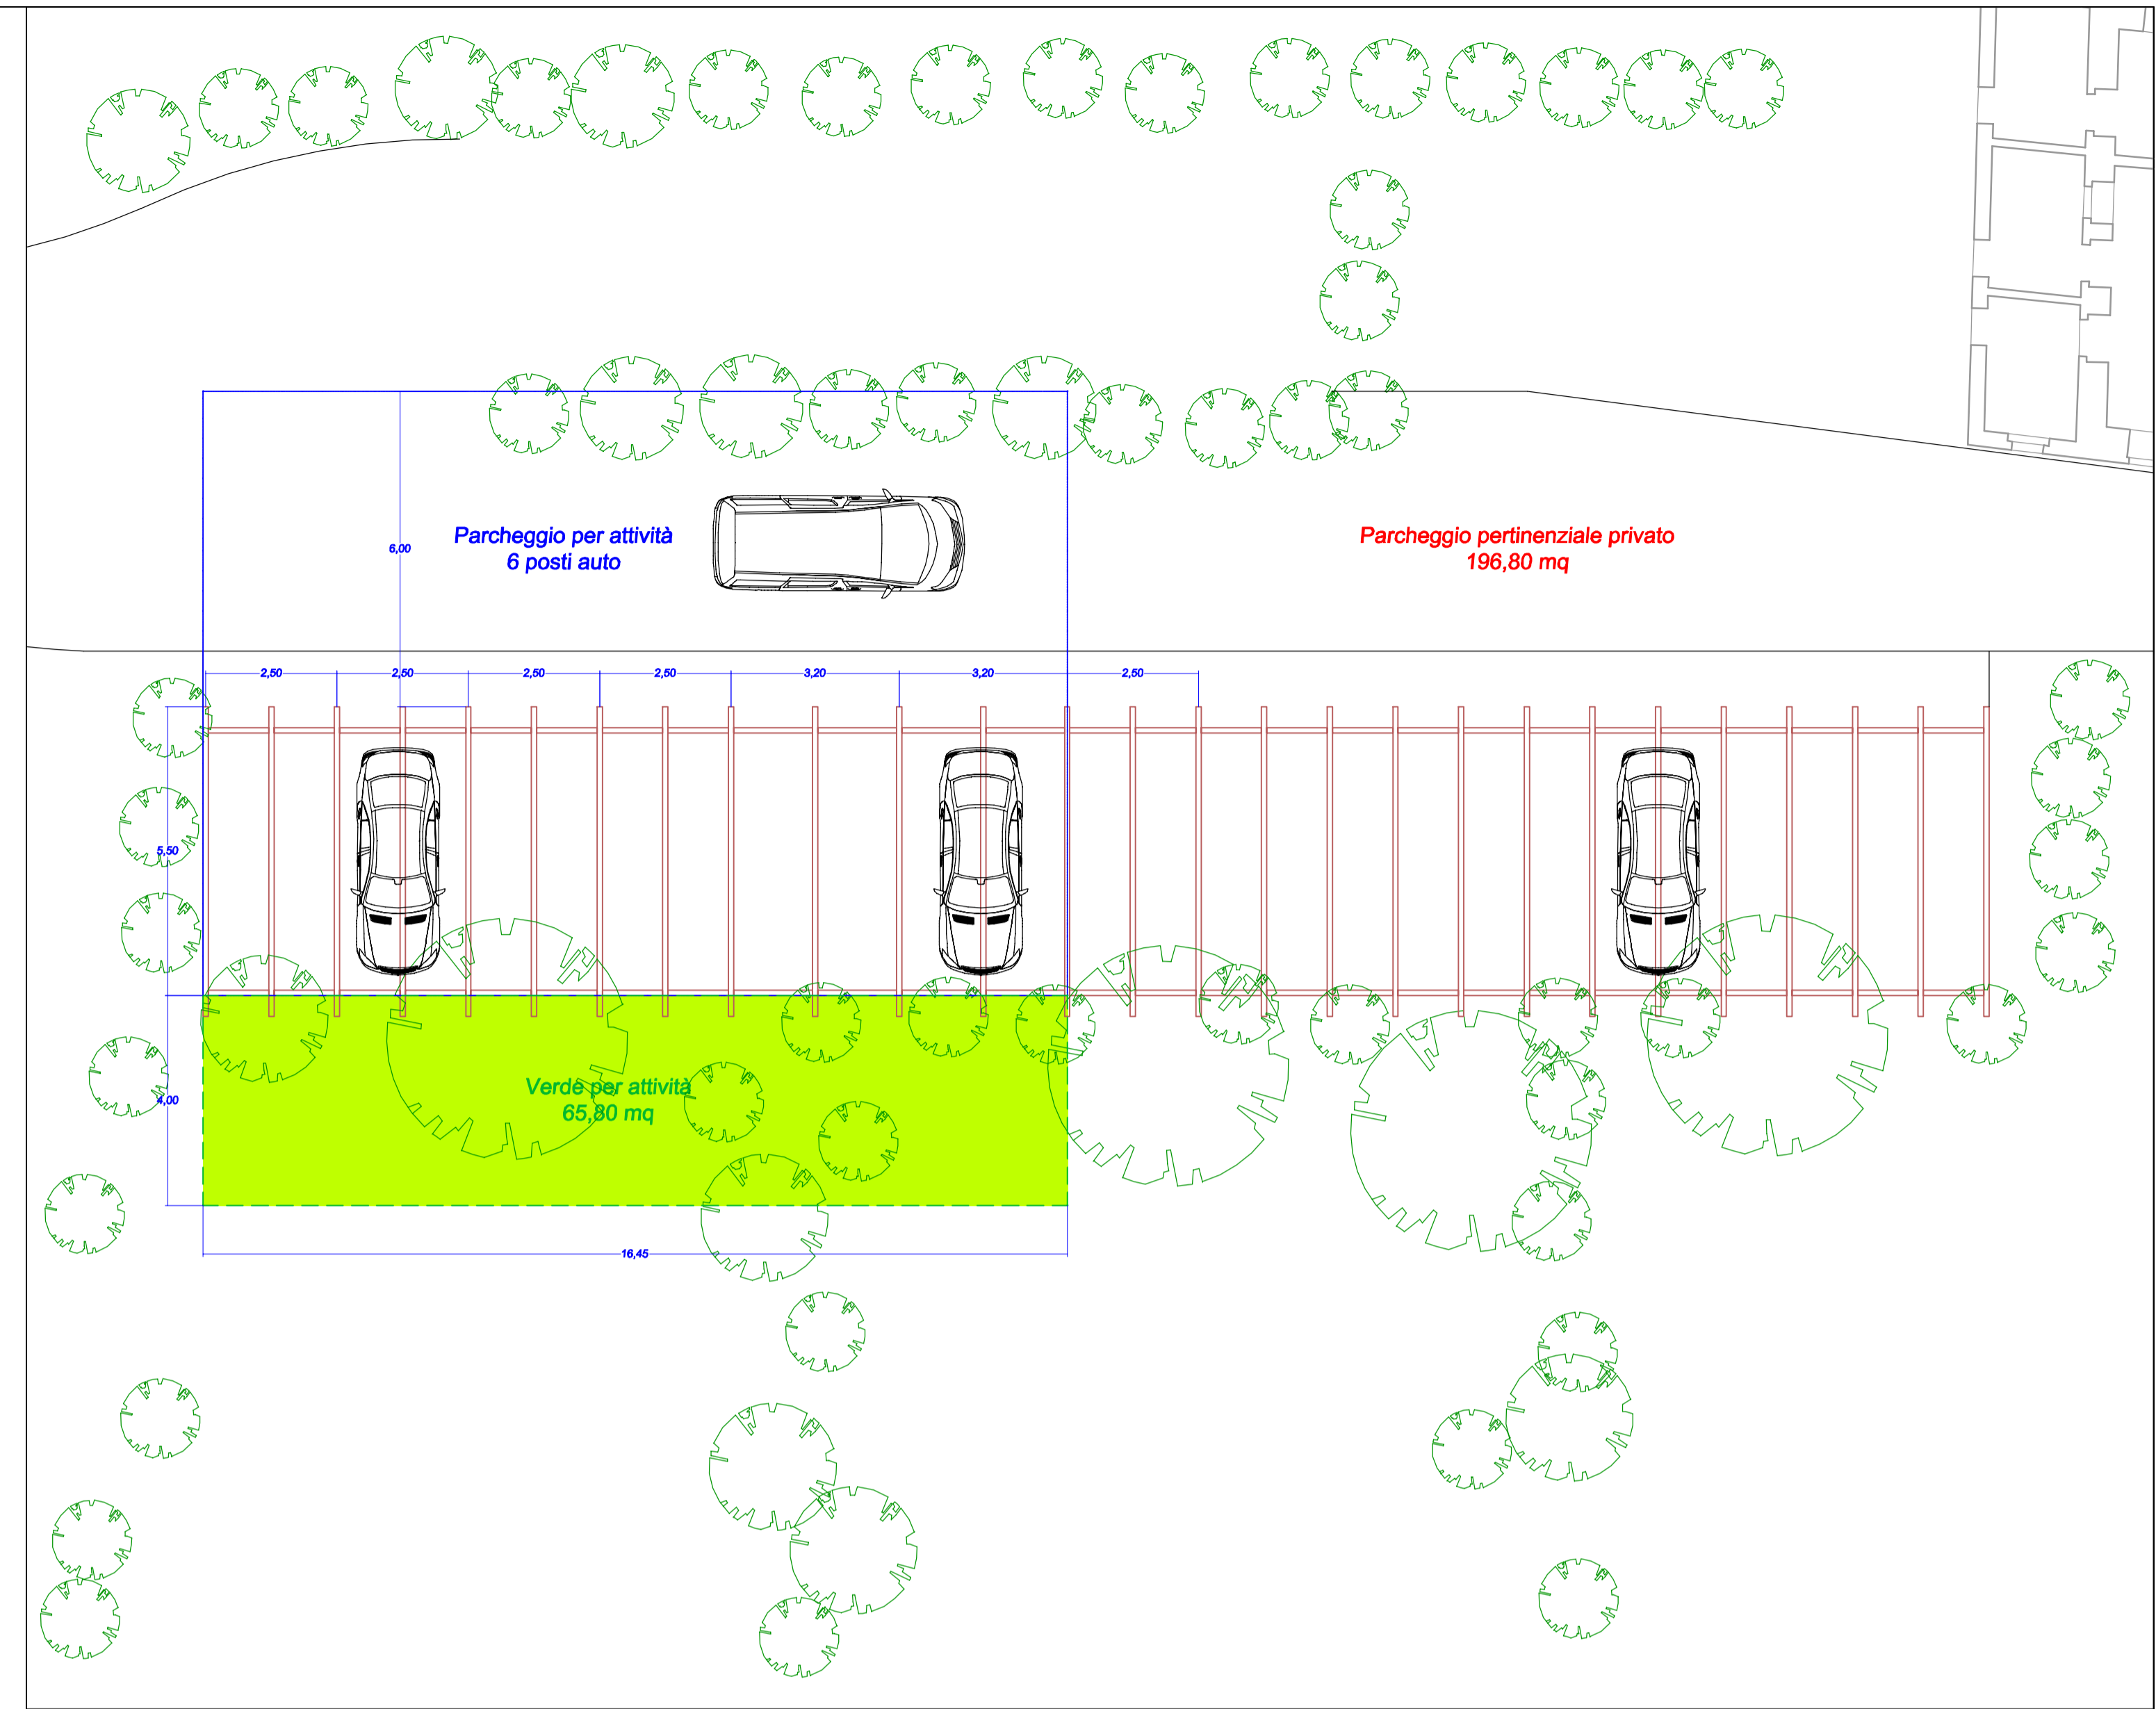 Parcheggio per attività
6 posti auto
6,00
Parcheggio pertinenziale privato
196,80 mq
2,50
2,50
2,50
2,50
3,20
3,20
2,50
5,50
Verde per attività
65,80 mq
4,00
16,45